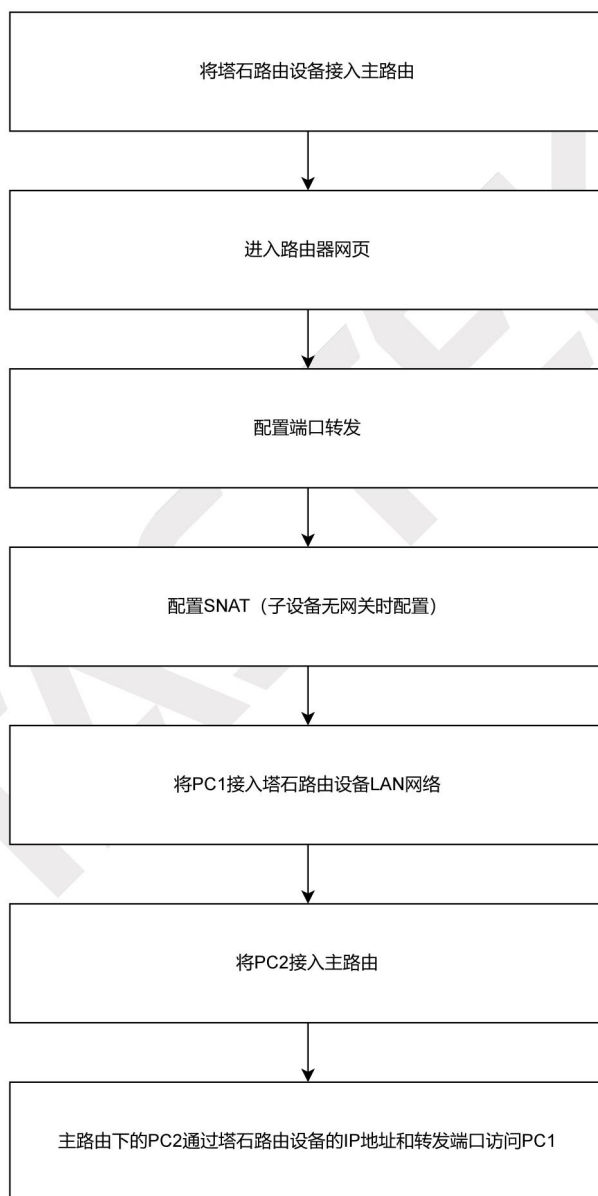 将塔石路由设备接入主路由
进入路由器网页
配置端口转发
配置SNAT（子设备无网关时配置）
将PC1接入塔石路由设备LAN网络
将PC2接入主路由
主路由下的PC2通过塔石路由设备的IP地址和转发端口访问PC1